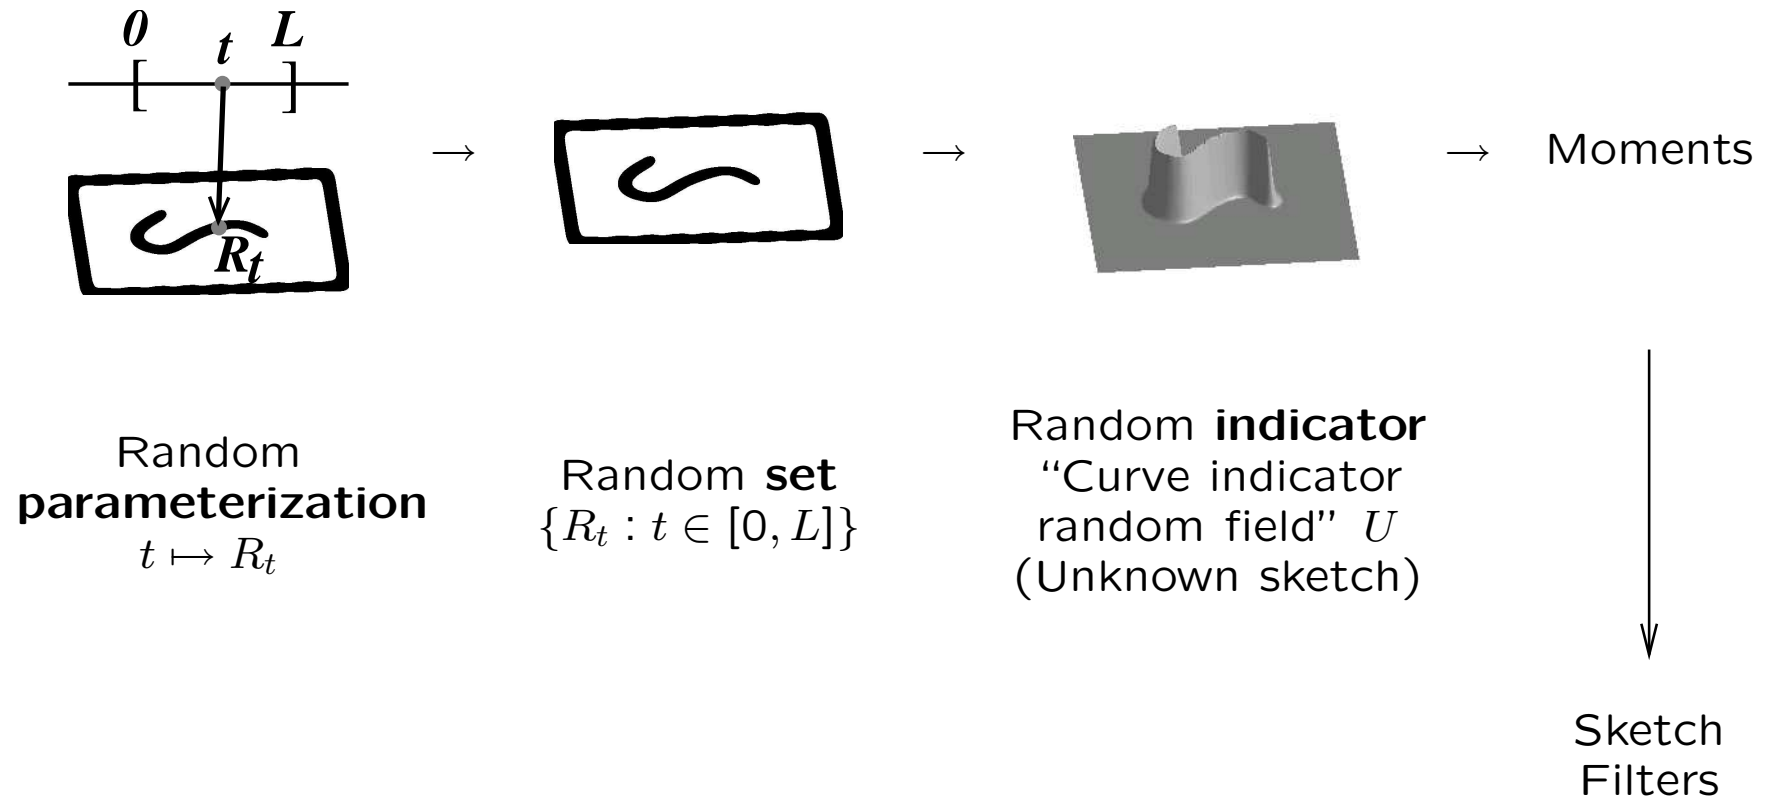 0 t L
[ ]
R_t
→ → → Moments
Random
parameterization
t ↦ R_t
Random set
{R_t : t ∈ [0, L]}
Random indicator
“Curve indicator
random field” U
(Unknown sketch)
Sketch
Filters